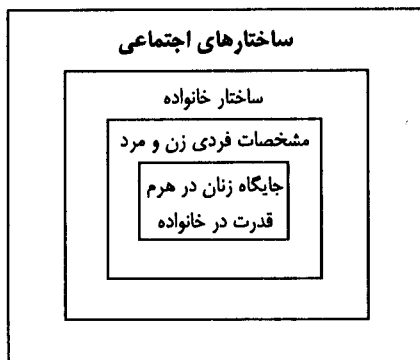 ساختارهای اجتماعی
ساختار خانواده
مشخصات فردی زن و مرد
جایگاه زنان در هرم
قدرت در خانواده